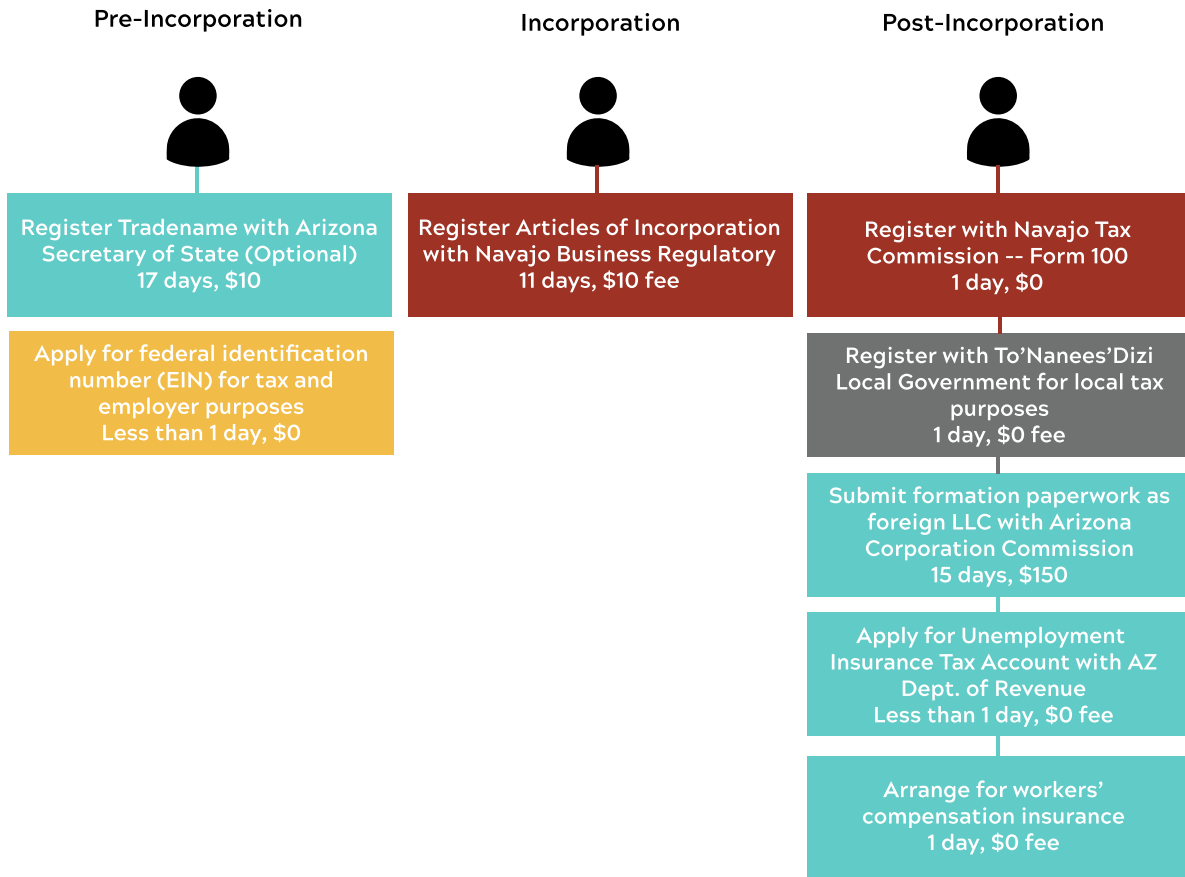 Pre-Incorporation
Register Tradename with Arizona
Secretary of State (Optional)
17 days, $10
Apply for federal identification
number (EIN) for tax and
employer purposes
Less than 1 day, $0
Incorporation
Register Articles of Incorporation
with Navajo Business Regulatory
11 days, $10 fee
Post-Incorporation
Register with Navajo Tax
Commission -- Form 100
1 day, $0
Register with To’Nanees’Dizi
Local Government for local tax
purposes
1 day, $0 fee
Submit formation paperwork as
foreign LLC with Arizona
Corporation Commission
15 days, $150
Apply for Unemployment
Insurance Tax Account with AZ
Dept. of Revenue
Less than 1 day, $0 fee
Arrange for workers’
compensation insurance
1 day, $0 fee